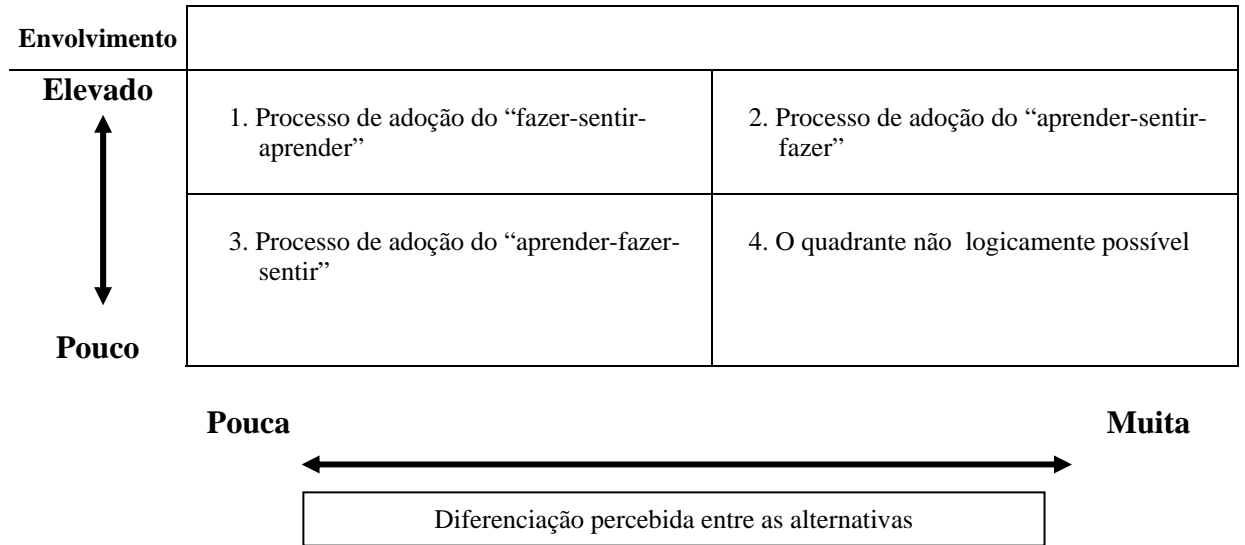 Envolvimento
Elevado
1. Processo de adoção do “fazer-sentir-
aprender”
2. Processo de adoção do “aprender-sentir-
fazer”
3. Processo de adoção do “aprender-fazer-
sentir”
4. O quadrante não logicamente possível
Pouco
Pouca
Muita
Diferenciação percebida entre as alternativas